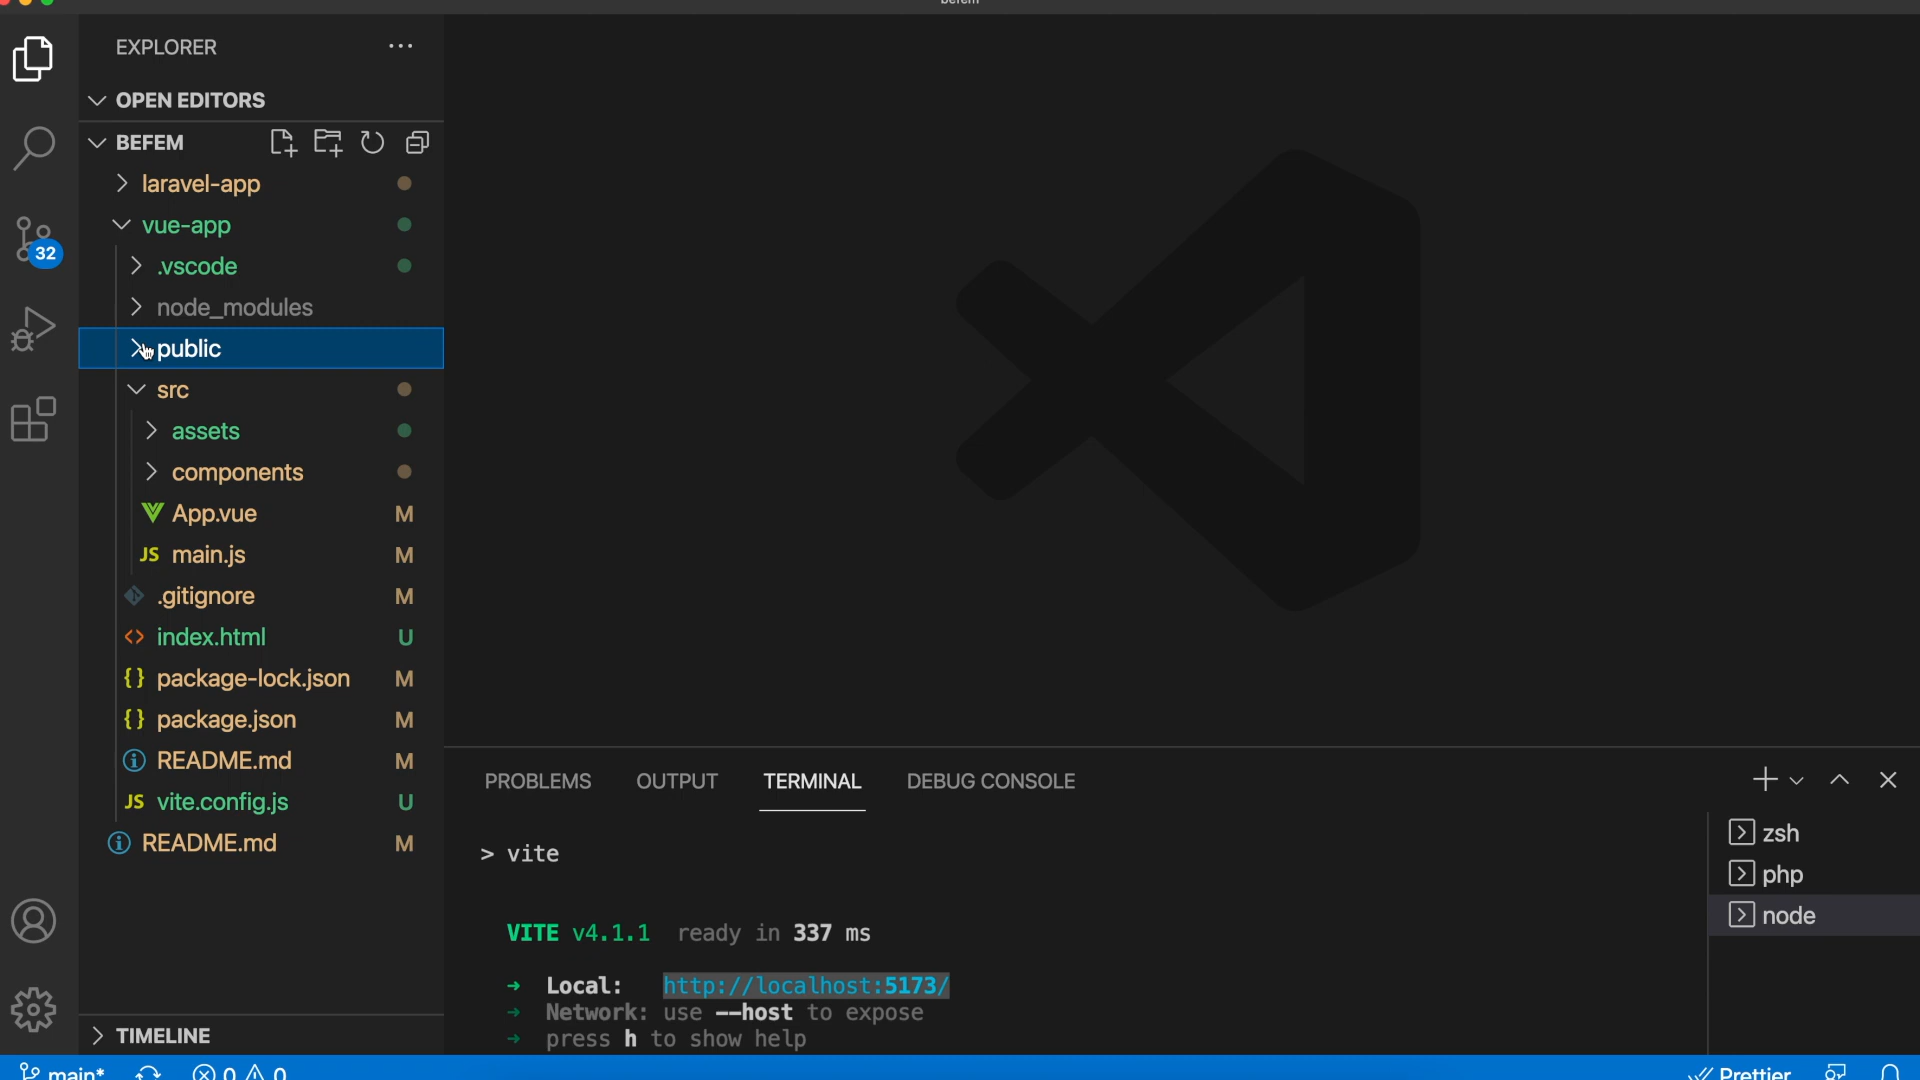 befem
EXPLORER
OPEN EDITORS
BEFEM
laravel-app
vue-app
.vscode
32
node_modules
public
src
assets
components
App.vue M
JS main.js M
.gitignore M
<> index.html U
{} package-lock.json M
{} package.json M
README.md M
JS vite.config.js U
README.md M
TIMELINE
PROBLEMS OUTPUT TERMINAL DEBUG CONSOLE
> vite
VITE v4.1.1 ready in 337 ms
➜ Local: http://localhost:5173/
➜ Network: use --host to expose
➜ press h to show help
zsh
php
node
main* 0 0 Prettier